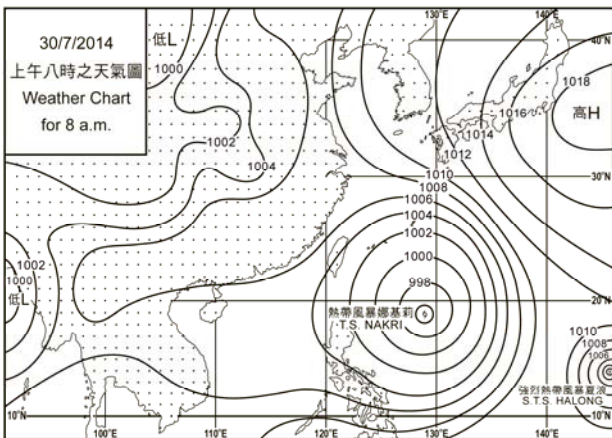 30/7/2014
上午八時之天氣圖
Weather Chart
for 8 a.m.
低L
1000
1002
1004
130°E
140°E
40°N
1018
高H
1016
1014
1012
1010
1008
1006
1004
1002
1000
998
30°N
1002
1000
低L
熱帶風暴娜基莉
T.S. NAKRI
20°N
1010
1008
1006
強烈熱帶風暴夏浪
S.T.S. HALONG
10°N
100°E
110°E
120°E
130°E
140°E
10°N